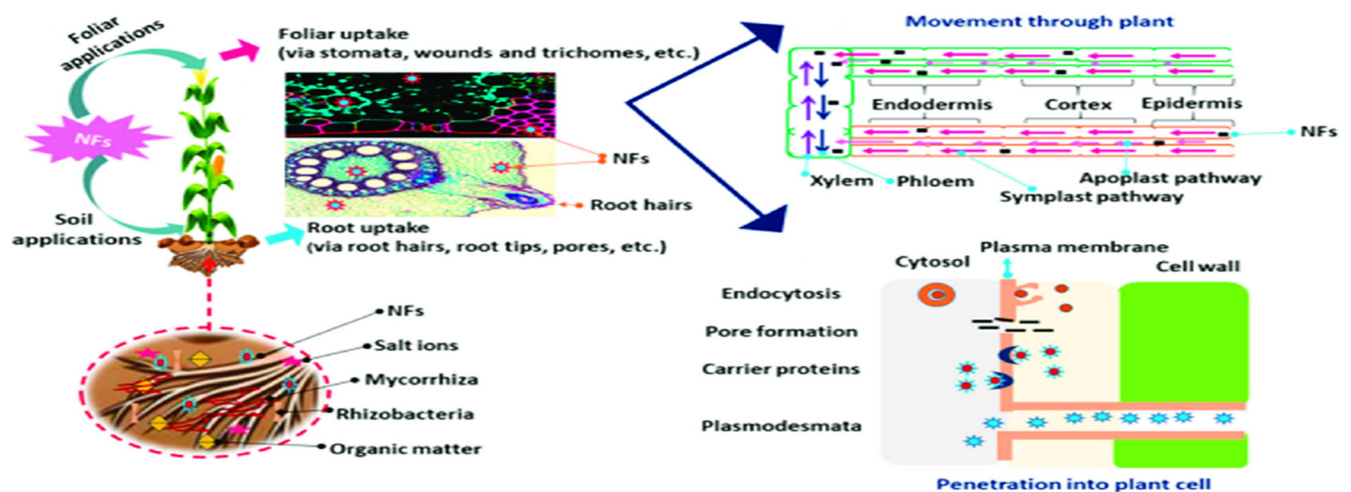 Foliar
applications
NFs
Soil
applications
Foliar uptake
(via stomata, wounds and trichomes, etc.)
NFs
Root hairs
Root uptake
(via root hairs, root tips, pores, etc.)
NFs
Salt ions
Mycorrhiza
Rhizobacteria
Organic matter
Movement through plant
Endodermis
Cortex
Epidermis
NFs
Xylem
Phloem
Apoplast pathway
Symplast pathway
Plasma membrane
Cytosol
Cell wall
Endocytosis
Pore formation
Carrier proteins
Plasmodesmata
Penetration into plant cell